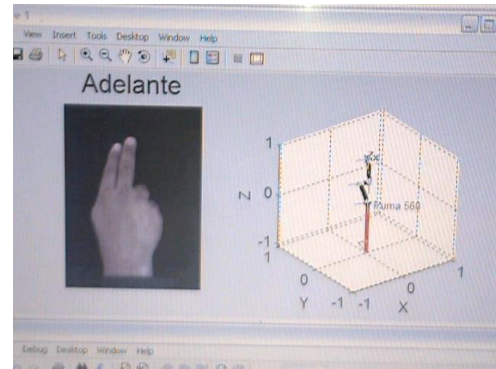 e 1
View Insert Tools Desktop Window Help
Adelante
1
Z 0
-1
Puma 560
1
0
Y -1
-1
0
X
1
Debug Desktop Window Help